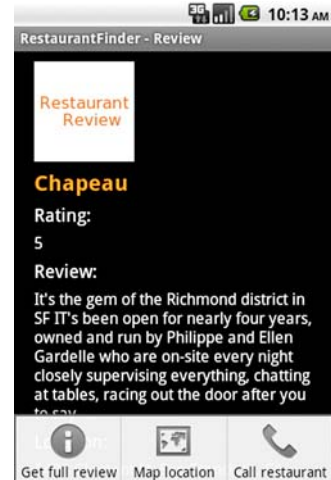 3G 10:13 AM
RestaurantFinder - Review
Restaurant
Review
Chapeau
Rating:
5
Review:
It's the gem of the Richmond district in
SF IT's been open for nearly four years,
owned and run by Philippe and Ellen
Gardelle who are on-site every night
closely supervising everything, chatting
at tables, racing out the door after you
to say
Get full review Map location Call restaurant